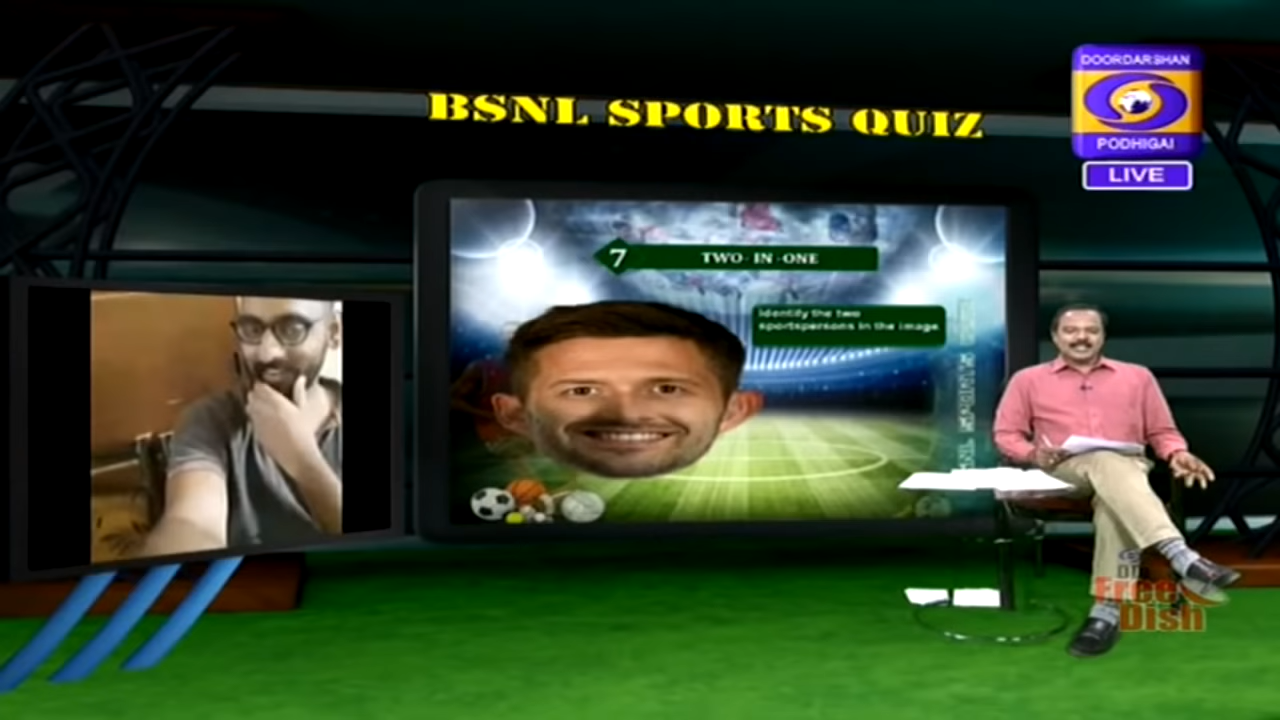 BSNL SPORTS QUIZ
DOORDARSHAN
PODHIGAI
LIVE
7
TWO-IN-ONE
Identify the two
sportspersons in the image
DD
Free
Dish